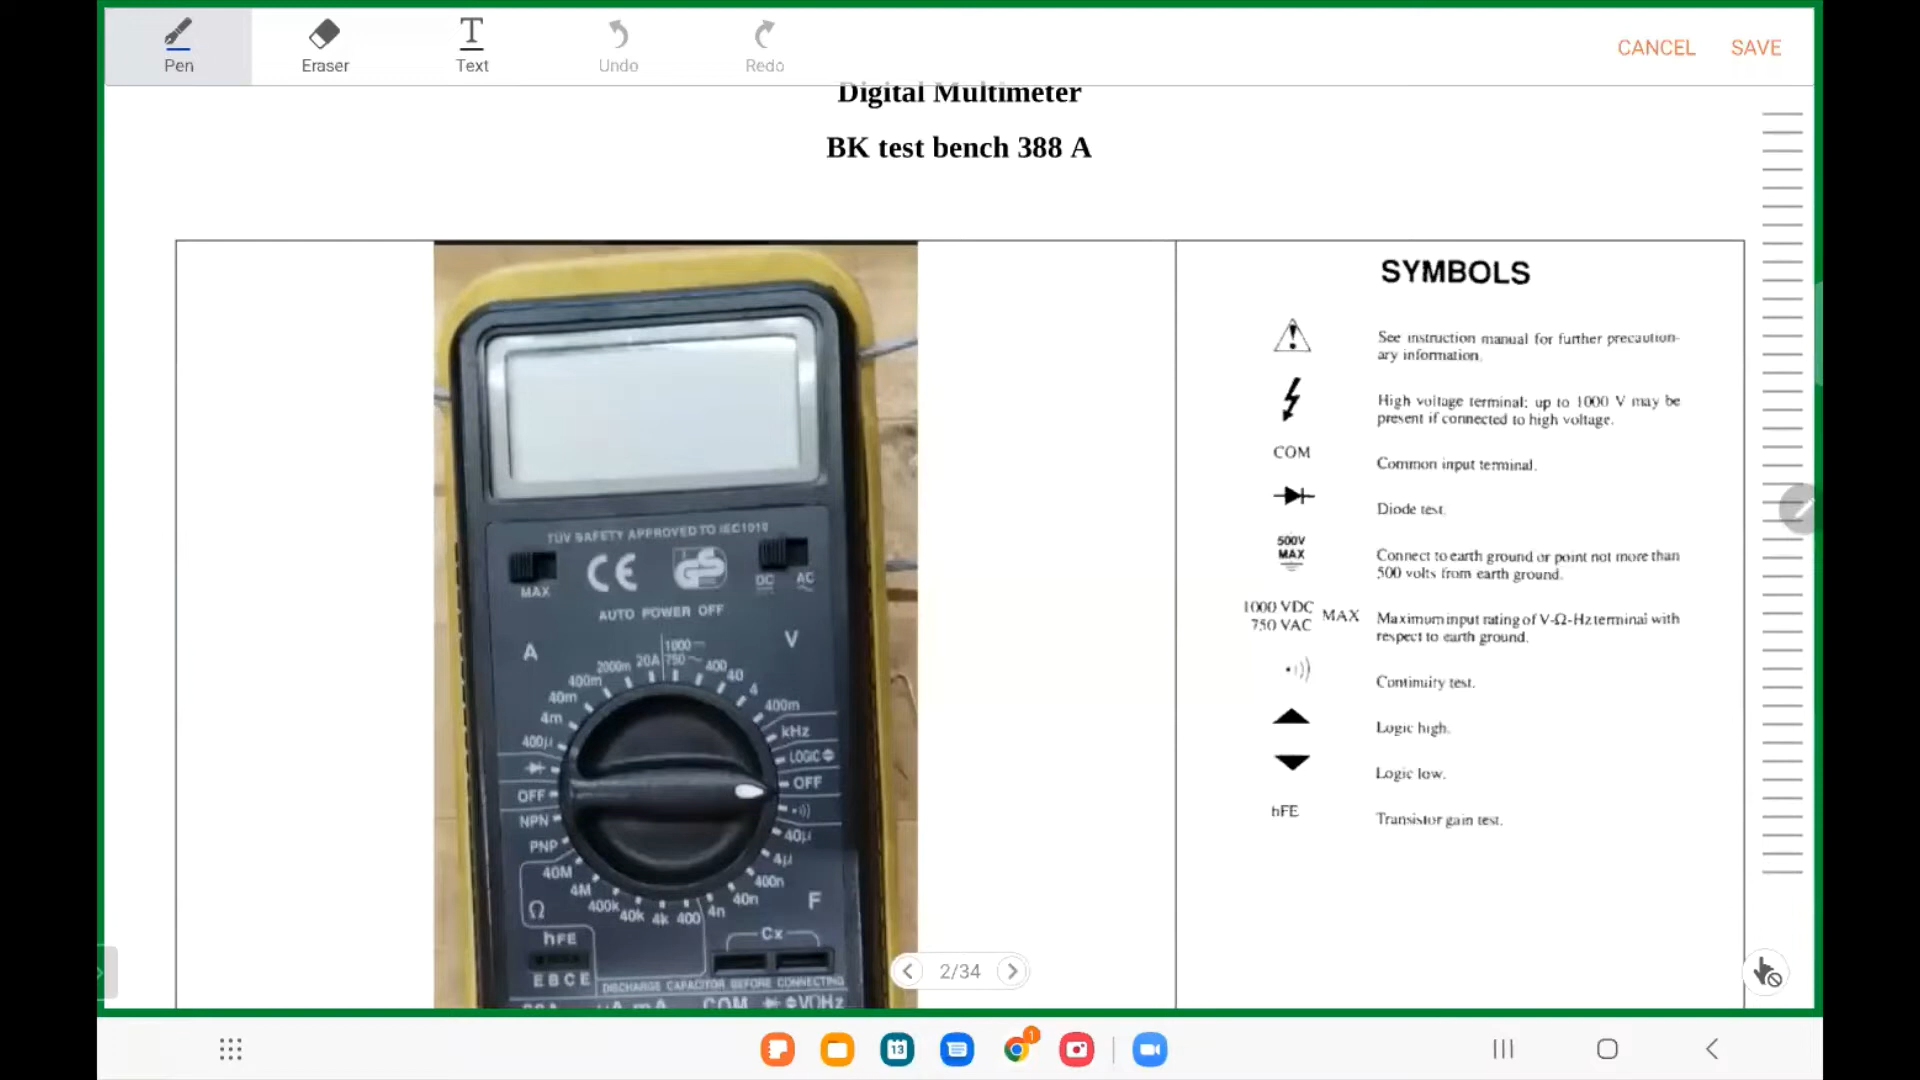 Pen
Eraser
Text
Undo
Redo
CANCEL
SAVE
Digital Multimeter
BK test bench 388 A
TÜV SAFETY APPROVED TO IEC1010
MAX
CE
GS
DC
AC
AUTO POWER OFF
A
V
400µ
4m
40m
400m
2000m
20A
1000
750
400
40
4
400m
kHz
LOGIC
OFF
OFF
NPN
PNP
40M
4M
400k
40k
4k
400
4n
40n
400n
4µ
40µ
Ω
F
hFE
Cx
E B C E
DISCHARGE CAPACITOR BEFORE CONNECTING
µA mA
COM
VΩHz
SYMBOLS
See instruction manual for further precaution-
ary information.
High voltage terminal; up to 1000 V may be
present if connected to high voltage.
COM
Common input terminal.
Diode test.
500V
MAX
Connect to earth ground or point not more than
500 volts from earth ground.
1000 VDC
750 VAC
MAX
Maximum input rating of V-Ω-Hz terminal with
respect to earth ground.
Continuity test.
Logic high.
Logic low.
hFE
Transistor gain test.
2/34
13
1